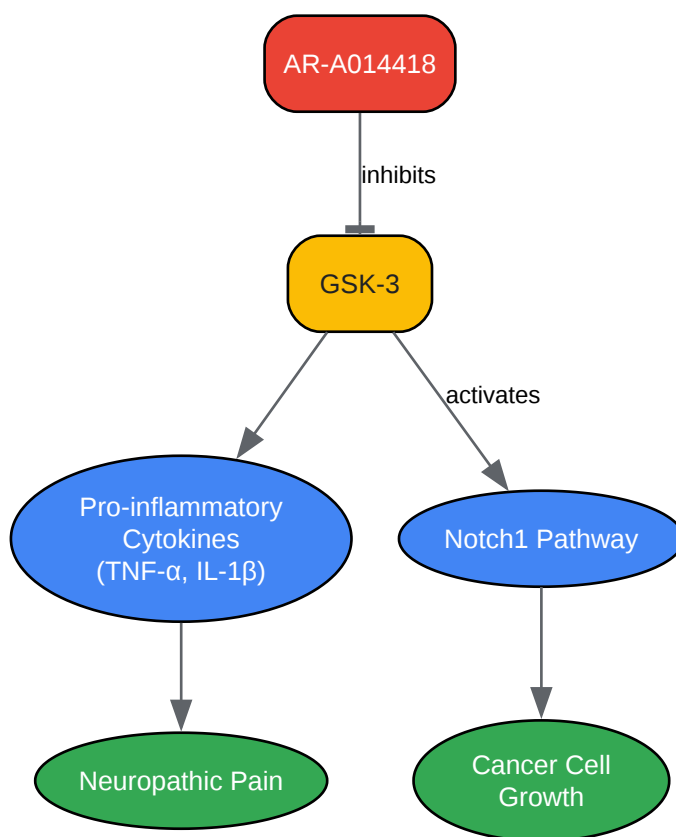 AR-A014418
inhibits
GSK-3
activates
Pro-inflammatory
Cytokines
(TNF-α, IL-1β)
Notch1 Pathway
Neuropathic Pain
Cancer Cell
Growth